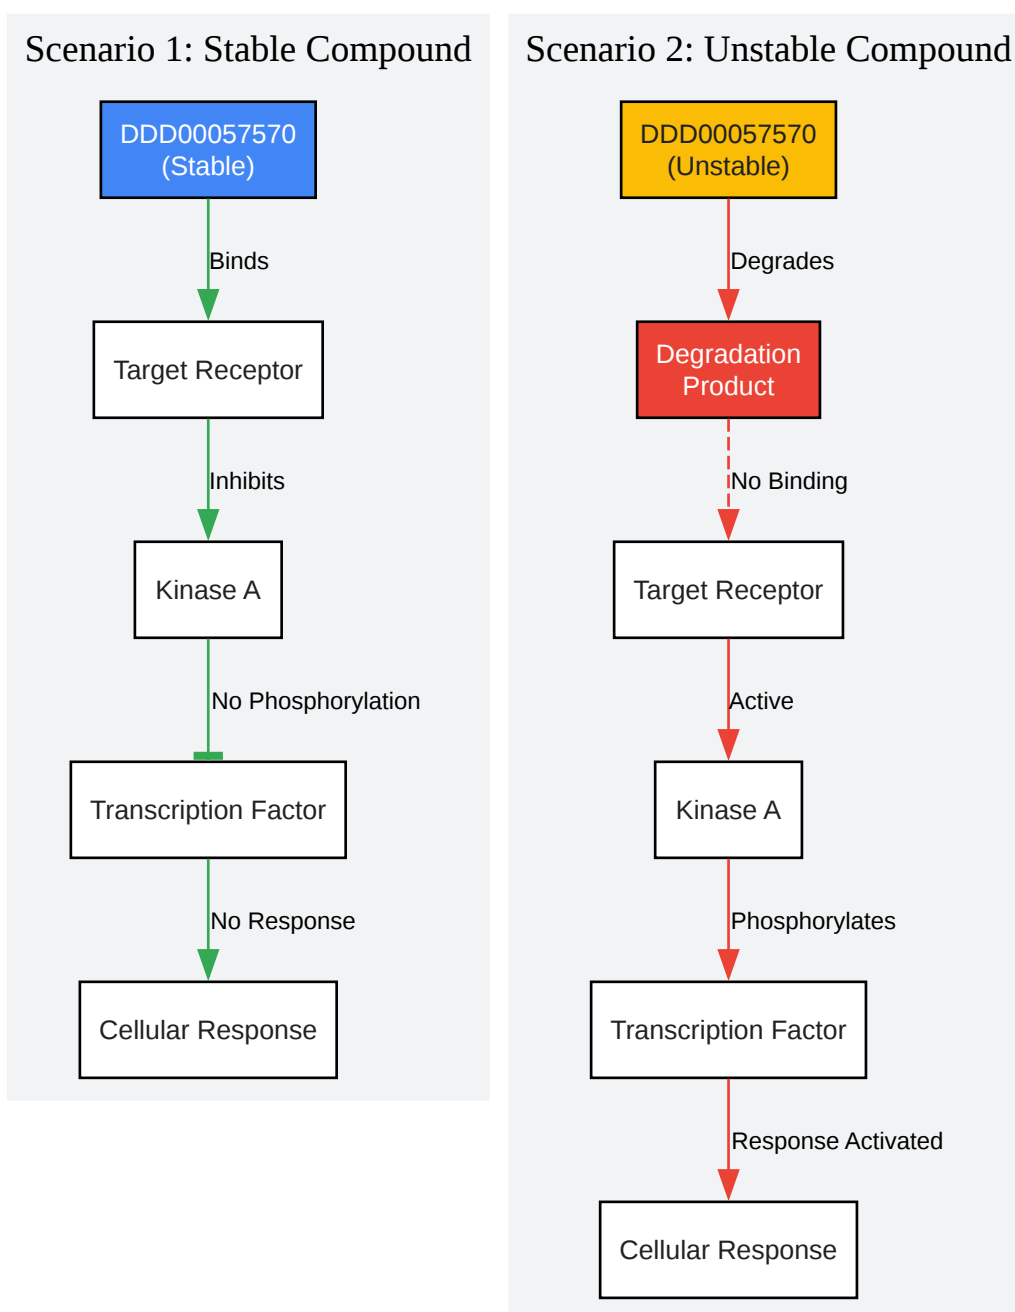 Scenario 1: Stable Compound
DDD00057570
(Stable)
Binds
Target Receptor
Inhibits
Kinase A
No Phosphorylation
Transcription Factor
No Response
Cellular Response
Scenario 2: Unstable Compound
DDD00057570
(Unstable)
Degrades
Degradation
Product
No Binding
Target Receptor
Active
Kinase A
Phosphorylates
Transcription Factor
Response Activated
Cellular Response